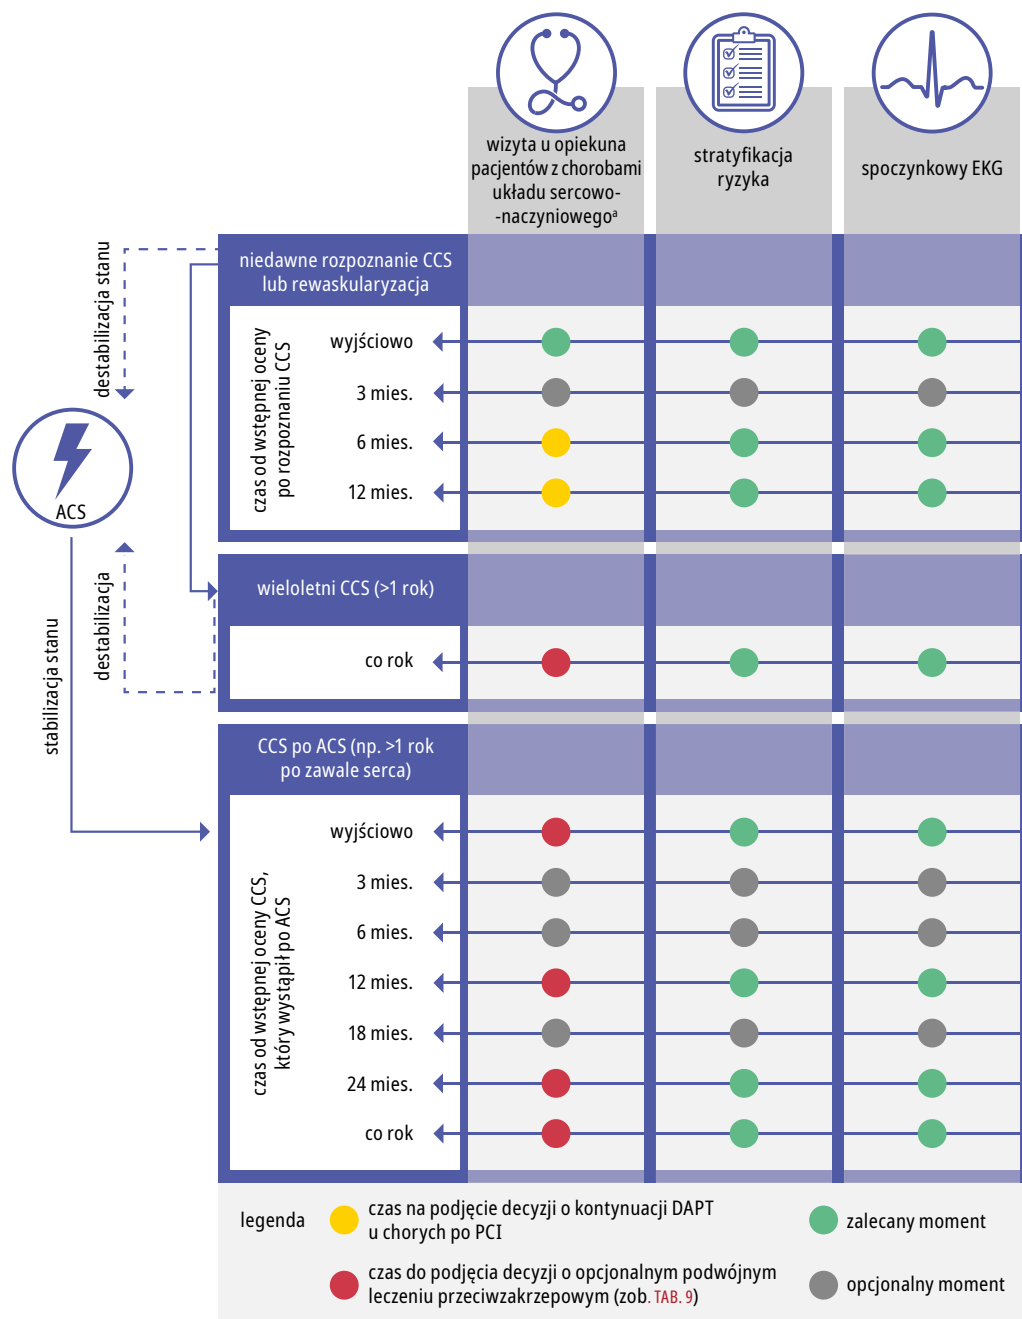 wizyta u opiekuna
pacjentów z chorobami
układu sercowo-
-naczyniowegoᵃ
stratyfikacja
ryzyka
spoczynkowy EKG
niedawne rozpoznanie CCS
lub rewaskularyzacja
destabilizacja stanu
czas od wstępnej oceny
po rozpoznaniu CCS
wyjściowo
3 mies.
6 mies.
12 mies.
ACS
wieloletni CCS (>1 rok)
destabilizacja
stabilizacja stanu
co rok
CCS po ACS (np. >1 rok
po zawale serca)
czas od wstępnej oceny CCS,
który wystąpił po ACS
wyjściowo
3 mies.
6 mies.
12 mies.
18 mies.
24 mies.
co rok
legenda
czas na podjęcie decyzji o kontynuacji DAPT
u chorych po PCI
zalecany moment
czas do podjęcia decyzji o opcjonalnym podwójnym
leczeniu przeciwzakrzepowym (zob. TAB. 9)
opcjonalny moment